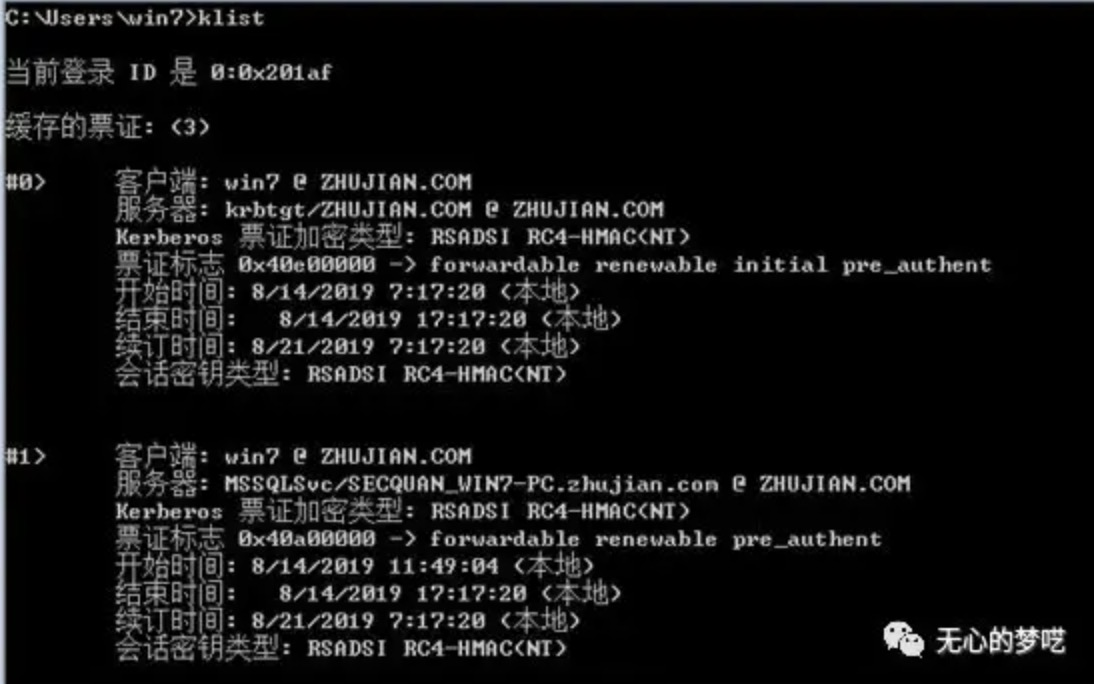 C:\Users\win7>klist
当前登录 ID 是 0:0x201af
缓存的票证: (3)
#0> 客户端: win7 @ ZHUJIAN.COM
服务器: krbtgt/ZHUJIAN.COM @ ZHUJIAN.COM
Kerberos 票证加密类型: RSADSI RC4-HMAC(NT)
票证标志 0x40e00000 -> forwardable renewable initial pre_authent
开始时间: 8/14/2019 7:17:20 (本地)
结束时间: 8/14/2019 17:17:20 (本地)
续订时间: 8/21/2019 7:17:20 (本地)
会话密钥类型: RSADSI RC4-HMAC(NT)
#1> 客户端: win7 @ ZHUJIAN.COM
服务器: MSSQLSvc/SECQUAN_WIN7-PC.zhujian.com @ ZHUJIAN.COM
Kerberos 票证加密类型: RSADSI RC4-HMAC(NT)
票证标志 0x40a00000 -> forwardable renewable pre_authent
开始时间: 8/14/2019 11:49:04 (本地)
结束时间: 8/14/2019 17:17:20 (本地)
续订时间: 8/21/2019 7:17:20 (本地)
会话密钥类型: RSADSI RC4-HMAC(NT)
无心的梦呓